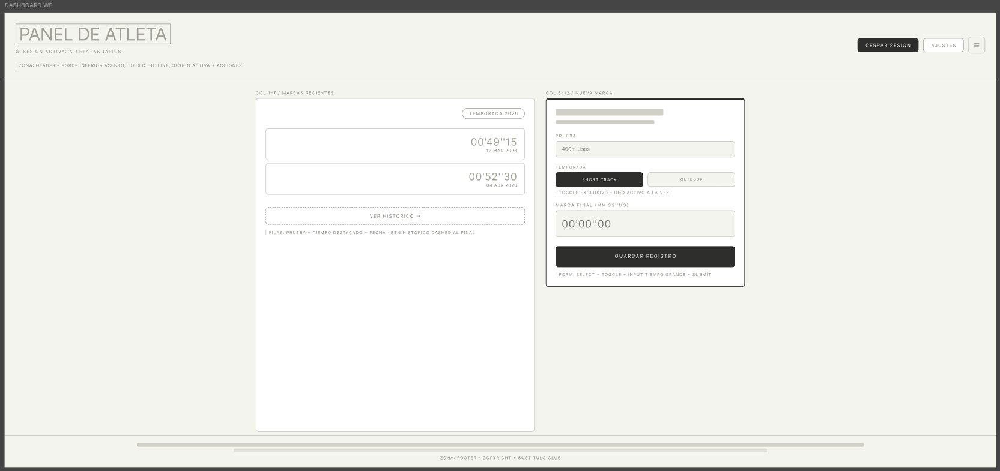 DASHBOARD WF
PANEL DE ATLETA
SESION ACTIVA: ATLETA IANUARIUS
ZONA: HEADER – BORDE INFERIOR ACENTO, TITULO OUTLINE, SESION ACTIVA + ACCIONES
CERRAR SESION
AJUSTES
COL 1–7 / MARCAS RECIENTES
TEMPORADA 2026
00'49''15
12 MAR 2026
00'52''30
04 ABR 2026
VER HISTORICO →
FILAS: PRUEBA + TIEMPO DESTACADO + FECHA · BTN HISTORICO DASHED AL FINAL
COL 8–12 / NUEVA MARCA
PRUEBA
400m Lisos
TEMPORADA
SHORT TRACK
OUTDOOR
TOGGLE EXCLUSIVO – UNO ACTIVO A LA VEZ
MARCA FINAL (MM'SS''MS)
00'00''00
GUARDAR REGISTRO
FORM: SELECT + TOGGLE + INPUT TIEMPO GRANDE + SUBMIT
ZONA: FOOTER – COPYRIGHT + SUBTITULO CLUB